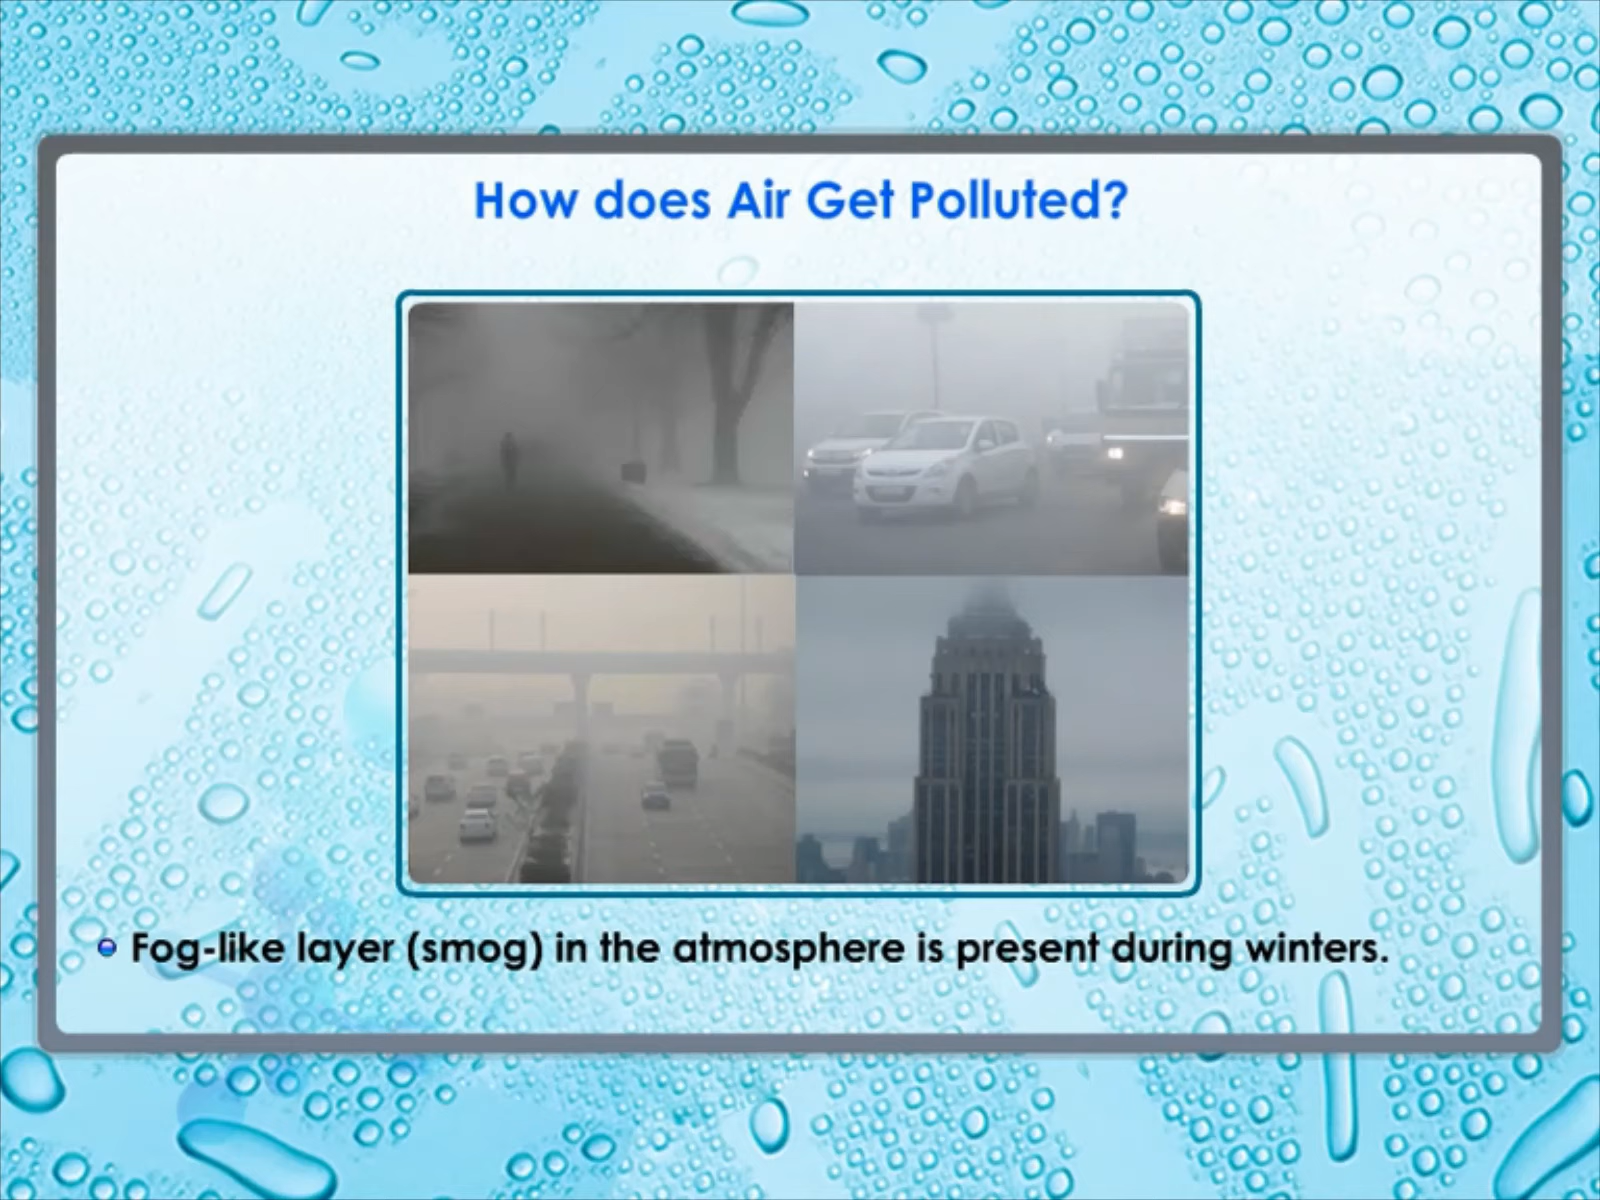 How does Air Get Polluted?
Fog-like layer (smog) in the atmosphere is present during winters.